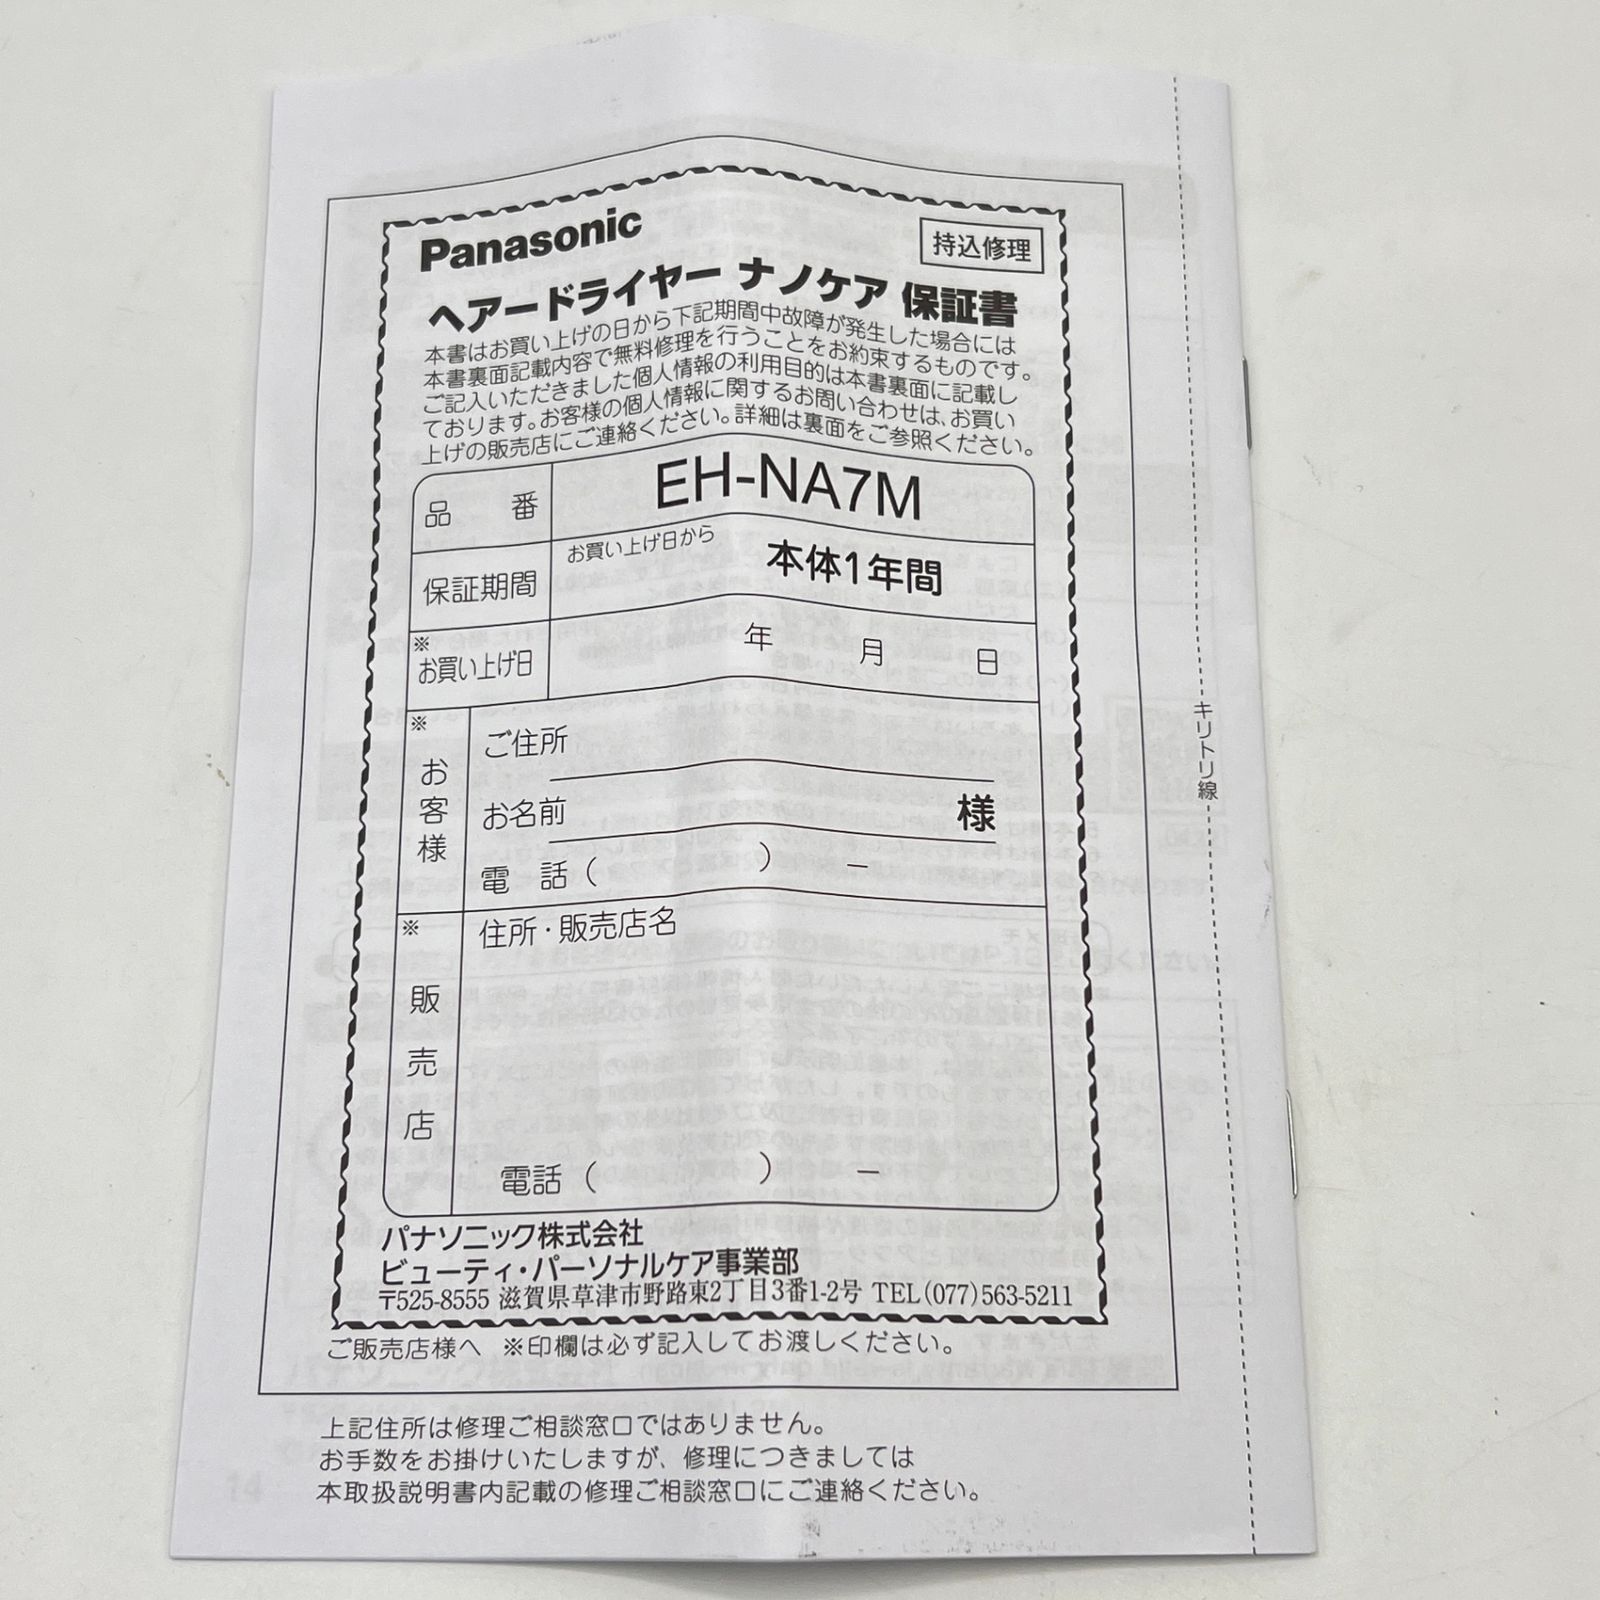 Panasonic
持込修理
ヘアードライヤー ナノケア 保証書
本書はお買い上げの日から下記期間中故障が発生した場合には
本書裏面記載内容で無料修理を行うことをお約束するものです。
ご記入いただきました個人情報の利用目的は本書裏面に記載し
ております。お客様の個人情報に関するお問い合わせは、お買い
上げの販売店にご連絡ください。詳細は裏面をご参照ください。
品 番 EH-NA7M
保証期間 お買い上げ日から 本体1年間
※お買い上げ日 年 月 日
※お客様
ご住所
お名前 様
電 話 ( ) −
※販売店
住所・販売店名
電話 ( ) −
パナソニック株式会社
ビューティ・パーソナルケア事業部
〒525-8555 滋賀県草津市野路東2丁目3番1-2号 TEL(077)563-5211
ご販売店様へ ※印欄は必ず記入してお渡しください。
キリトリ線
上記住所は修理ご相談窓口ではありません。
お手数をお掛けいたしますが、修理につきましては
本取扱説明書内記載の修理ご相談窓口にご連絡ください。